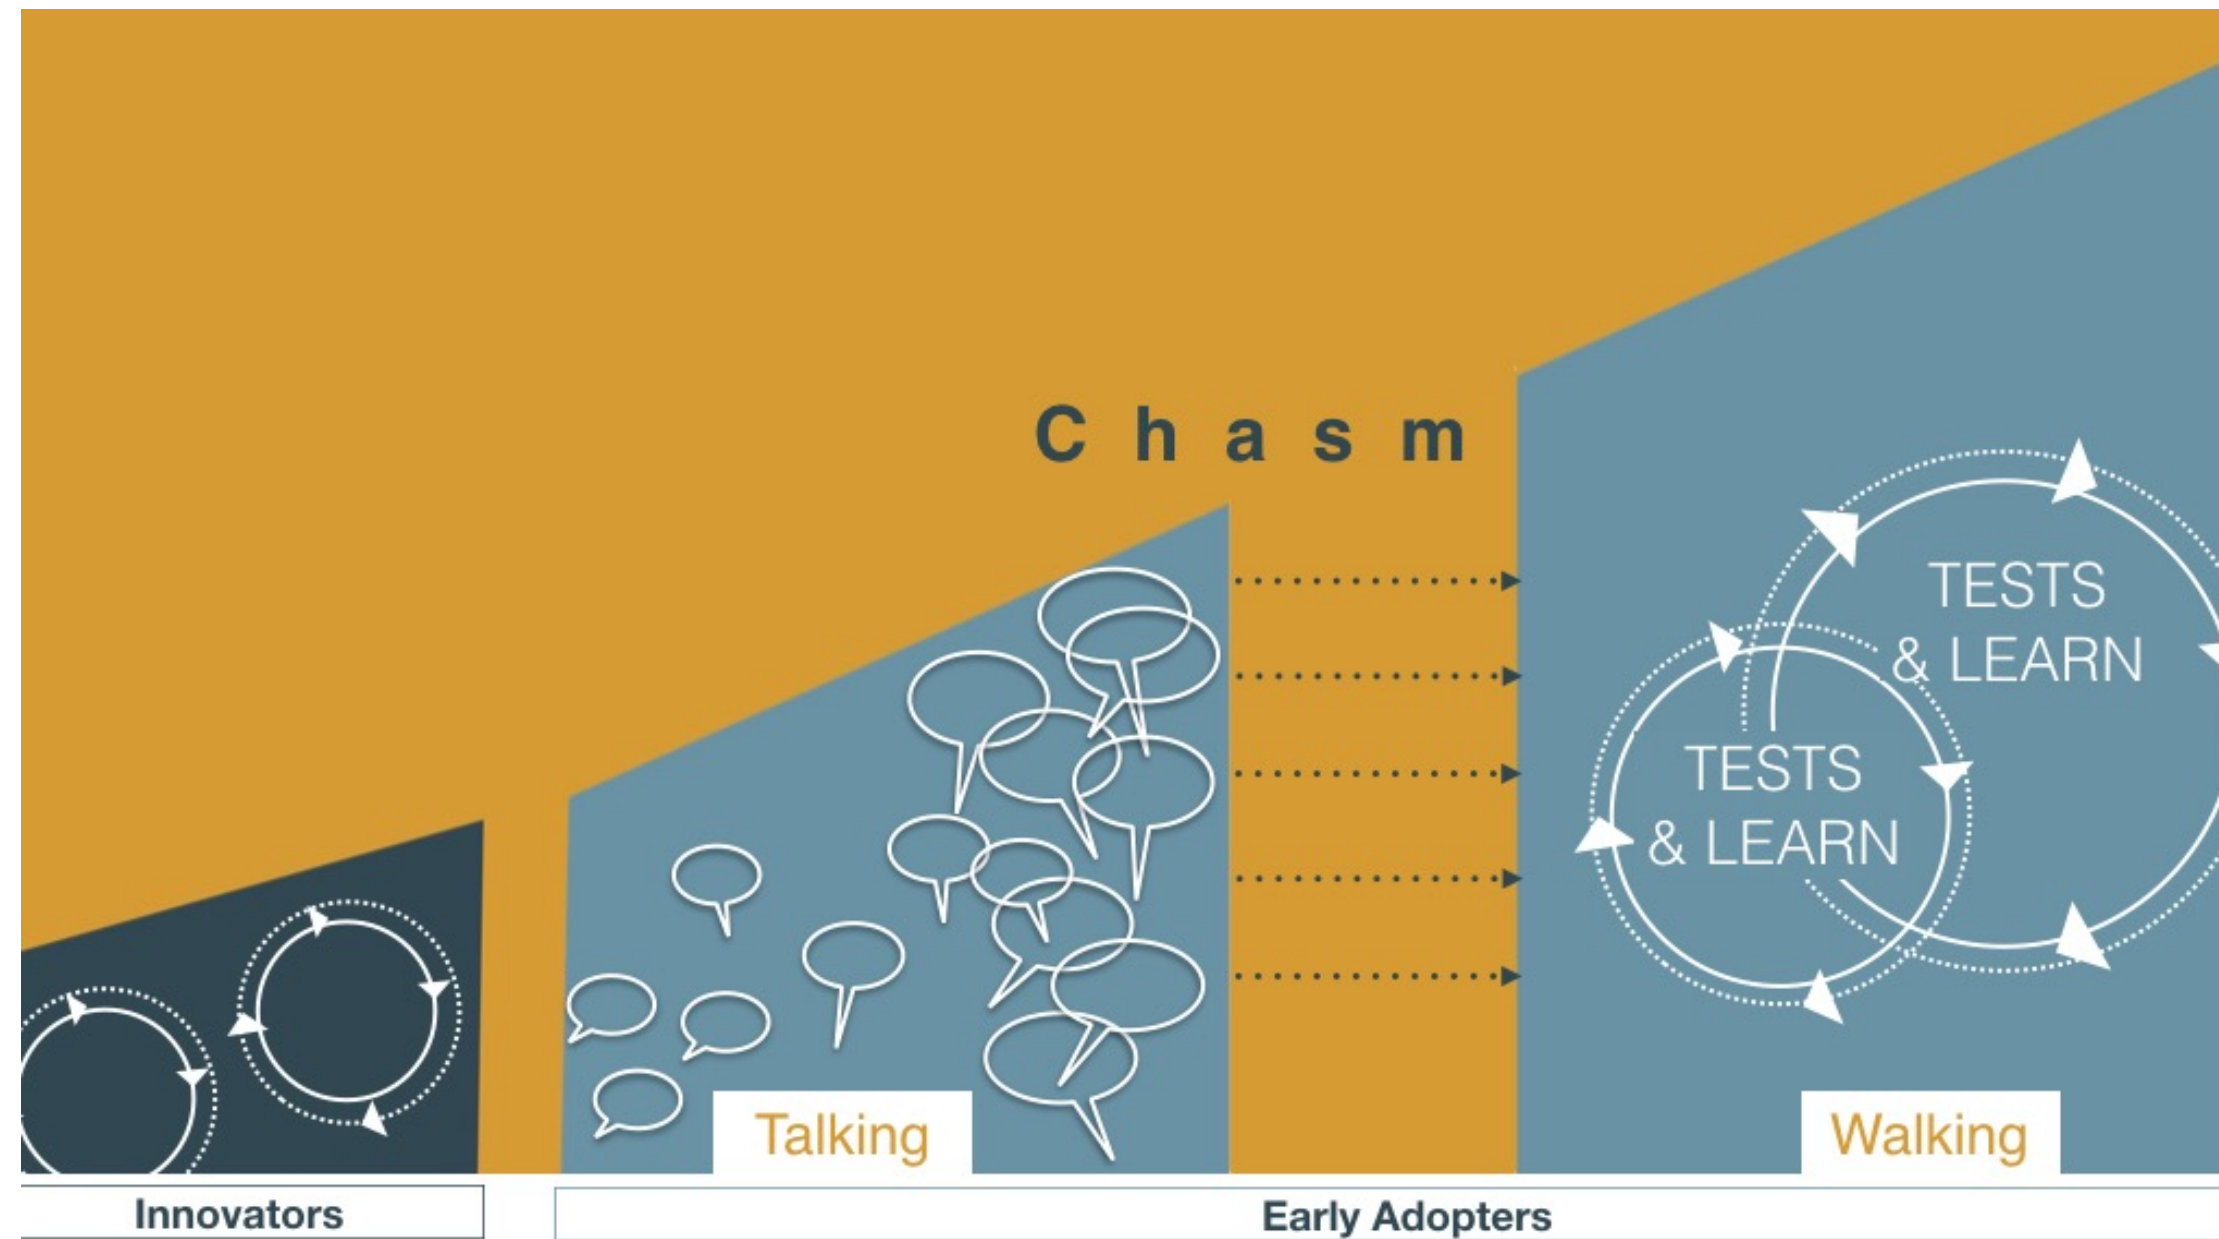 C h a s m
TESTS
& LEARN
TESTS
& LEARN
Talking
Walking
Innovators
Early Adopters